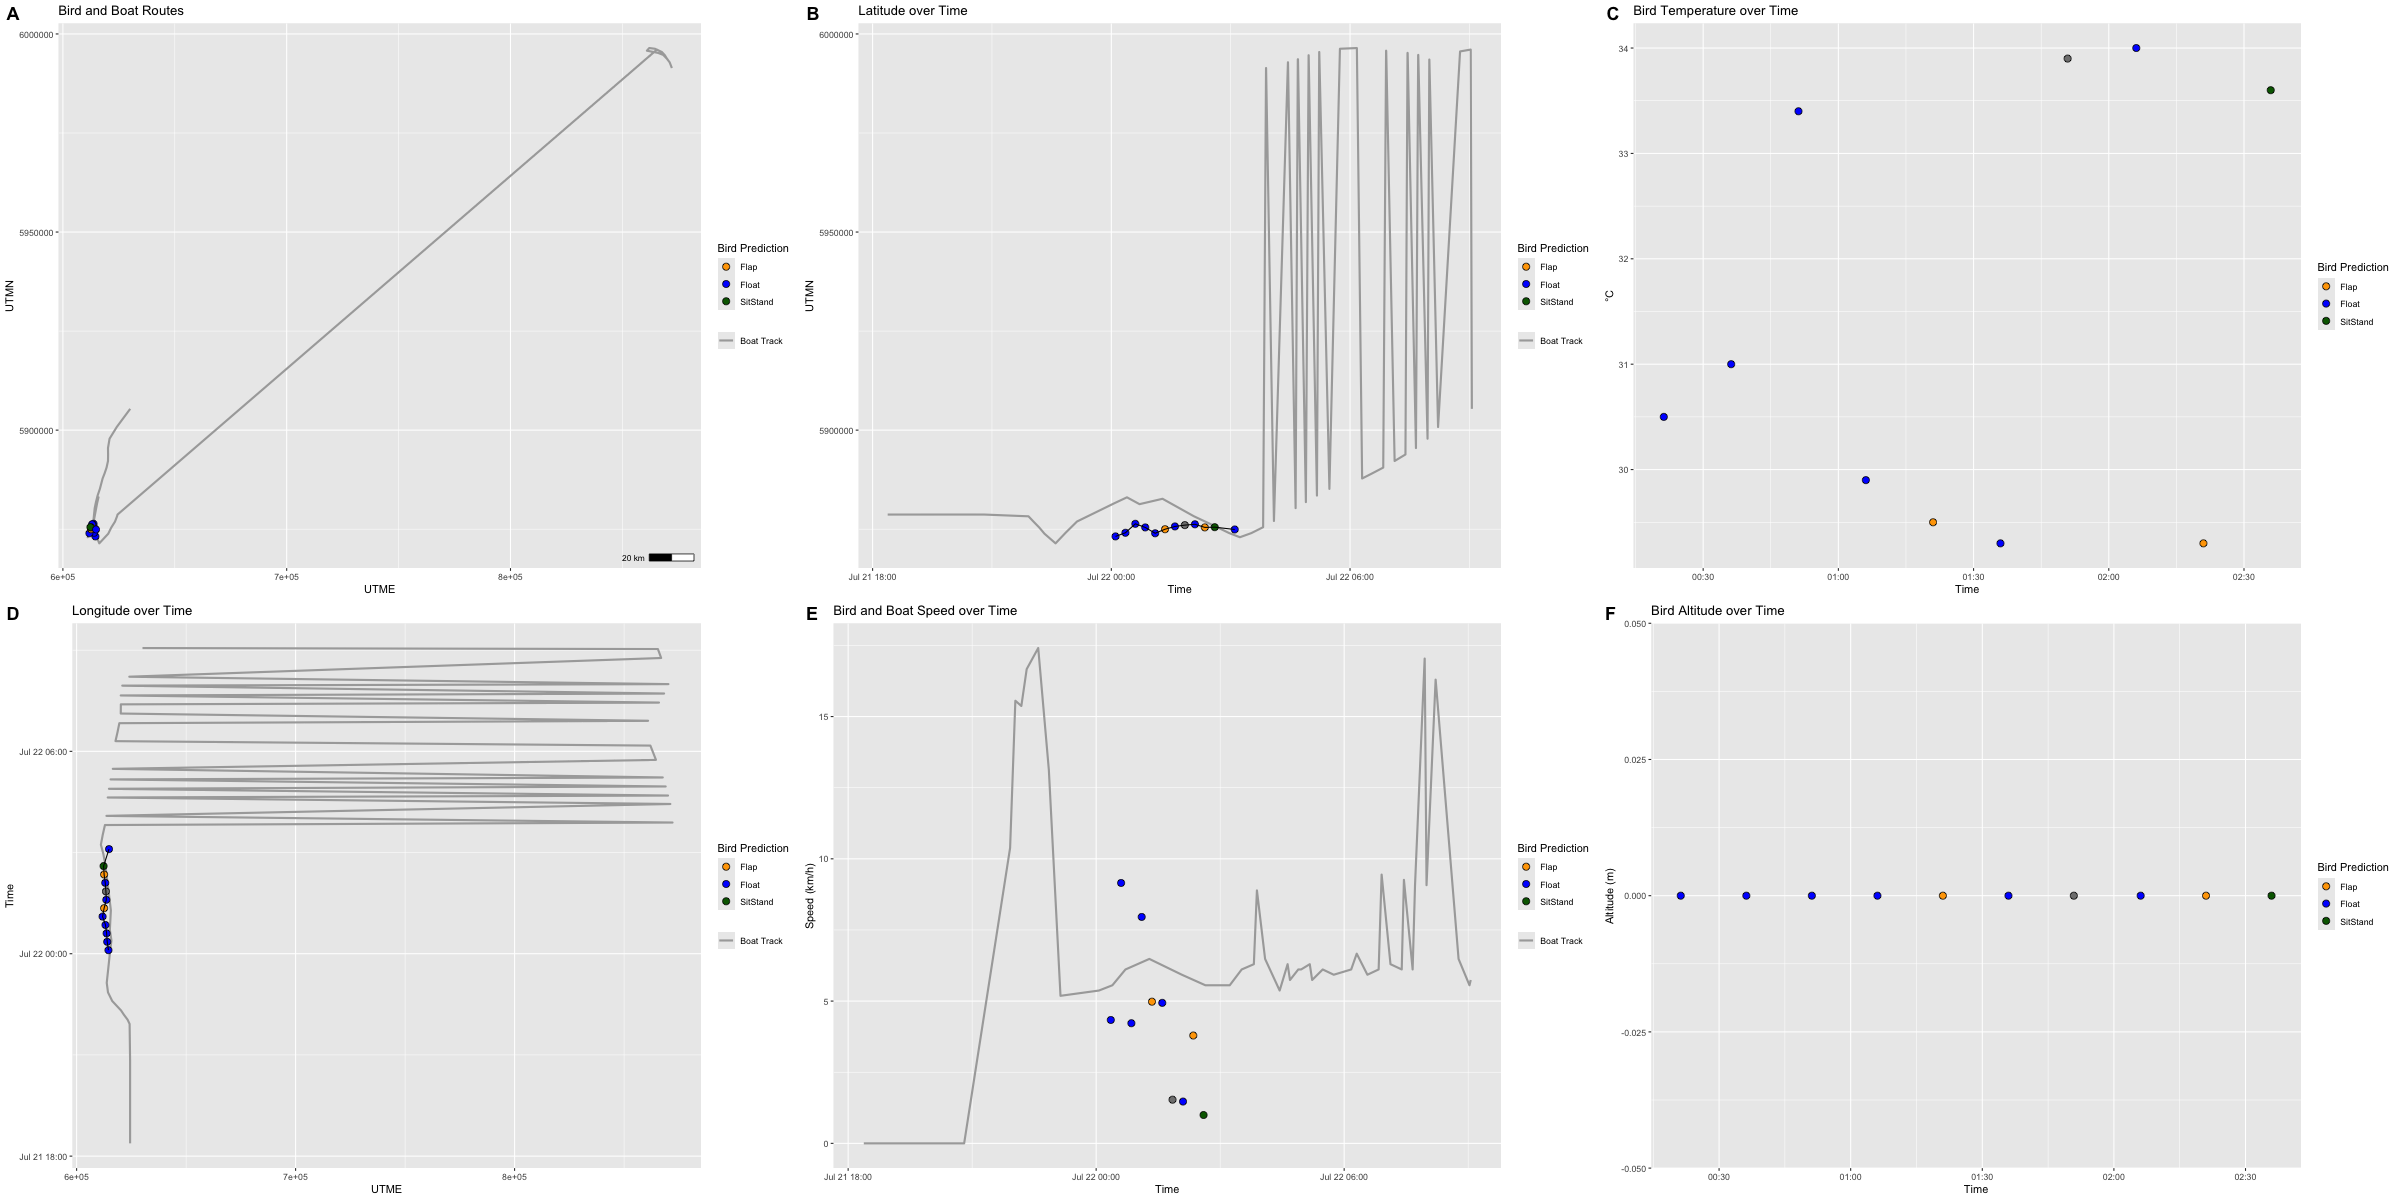 A Bird and Boat Routes
6000000
5950000
5900000
UTMN
6e+05 7e+05 8e+05
UTME
20 km
Bird Prediction
Flap
Float
SitStand
Boat Track
B Latitude over Time
6000000
5950000
5900000
UTMN
Jul 21 18:00 Jul 22 00:00 Jul 22 06:00
Time
Bird Prediction
Flap
Float
SitStand
Boat Track
C Bird Temperature over Time
34
33
32
31
30
°C
00:30 01:00 01:30 02:00 02:30
Time
Bird Prediction
Flap
Float
SitStand
D Longitude over Time
Jul 22 06:00
Jul 22 00:00
Jul 21 18:00
Time
6e+05 7e+05 8e+05
UTME
Bird Prediction
Flap
Float
SitStand
Boat Track
E Bird and Boat Speed over Time
15
10
5
0
Speed (km/h)
Jul 21 18:00 Jul 22 00:00 Jul 22 06:00
Time
Bird Prediction
Flap
Float
SitStand
Boat Track
F Bird Altitude over Time
0.050
0.025
0.000
-0.025
-0.050
Altitude (m)
00:30 01:00 01:30 02:00 02:30
Time
Bird Prediction
Flap
Float
SitStand